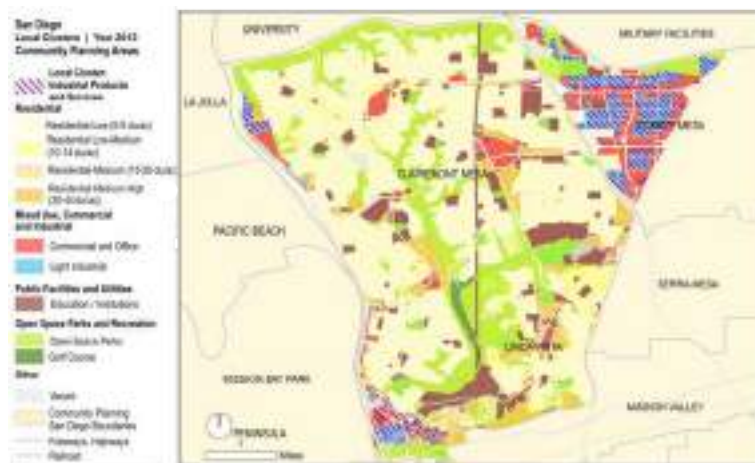 San Diego
Local Clusters | Year 2012
Community Planning Areas
Local Cluster
Industrial Products
and Services
Residential
Residential-Low
Residential Low-Medium
Residential-Medium
Residential-Medium High
Mixed Use, Commercial
and Industrial
Commercial and Office
Light Industrial
Public Facilities and Utilities
Education / Institutions
Open Space Parks and Recreation
Open Space Parks
Golf Course
Other
Vacant
Community Planning
San Diego Boundaries
Freeways, Highways
Railroad
UNIVERSITY
MILITARY FACILITIES
LA JOLLA
MESA
CLAIREMONT MESA
PACIFIC BEACH
SERRA MESA
LINDA VISTA
MISSION BAY PARK
MISSION VALLEY
PENINSULA
Miles